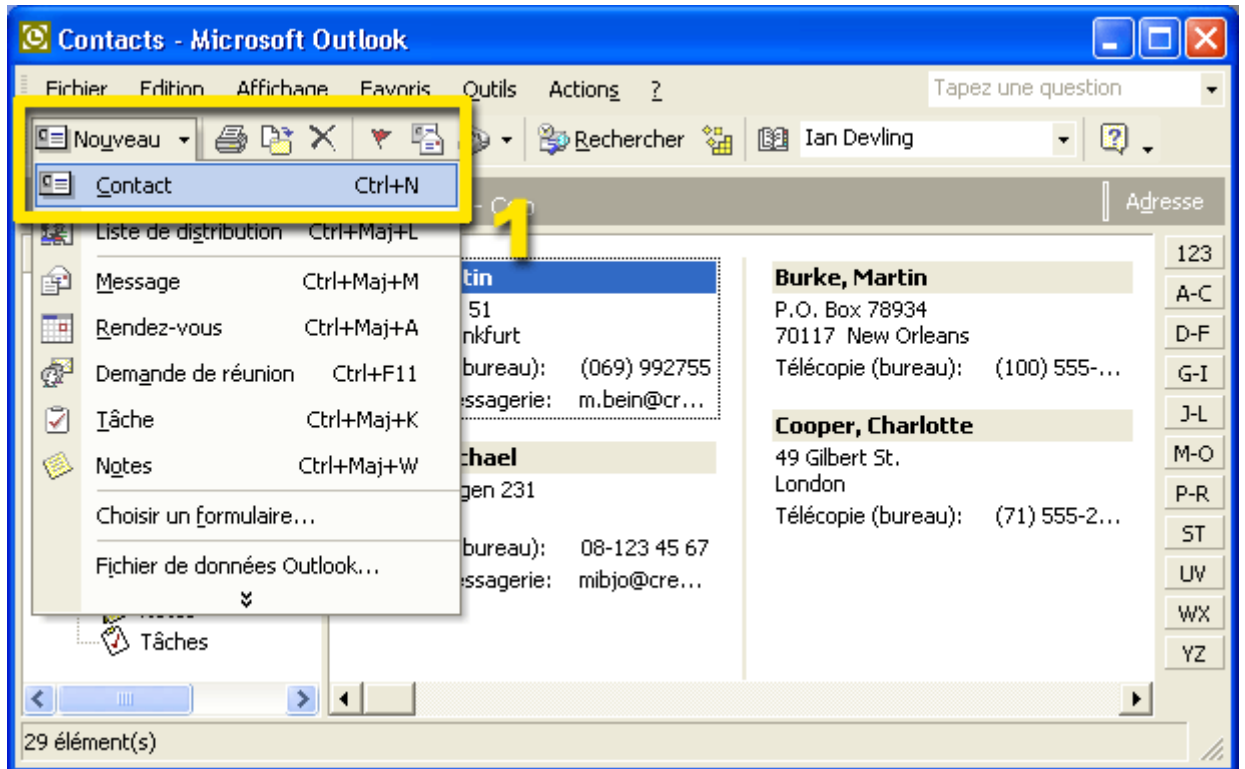 Contacts - Microsoft Outlook
Fichier Edition Affichage Favoris Outils Actions ? Tapez une question
Nouveau Rechercher Ian Devling
Contact Ctrl+N
Adresse
Liste de distribution Ctrl+Maj+L
1
Message Ctrl+Maj+M
Rendez-vous Ctrl+Maj+A
Demande de réunion Ctrl+F11
Tâche Ctrl+Maj+K
Notes Ctrl+Maj+W
Choisir un formulaire...
Fichier de données Outlook...
Tâches
tin
51
nkfurt
bureau): (069) 992755
essagerie: m.bein@cr...
chael
gen 231
bureau): 08-123 45 67
essagerie: mibjo@cre...
Burke, Martin
P.O. Box 78934
70117 New Orleans
Télécopie (bureau): (100) 555-...
Cooper, Charlotte
49 Gilbert St.
London
Télécopie (bureau): (71) 555-2...
123
A-C
D-F
G-I
J-L
M-O
P-R
ST
UV
WX
YZ
29 élément(s)